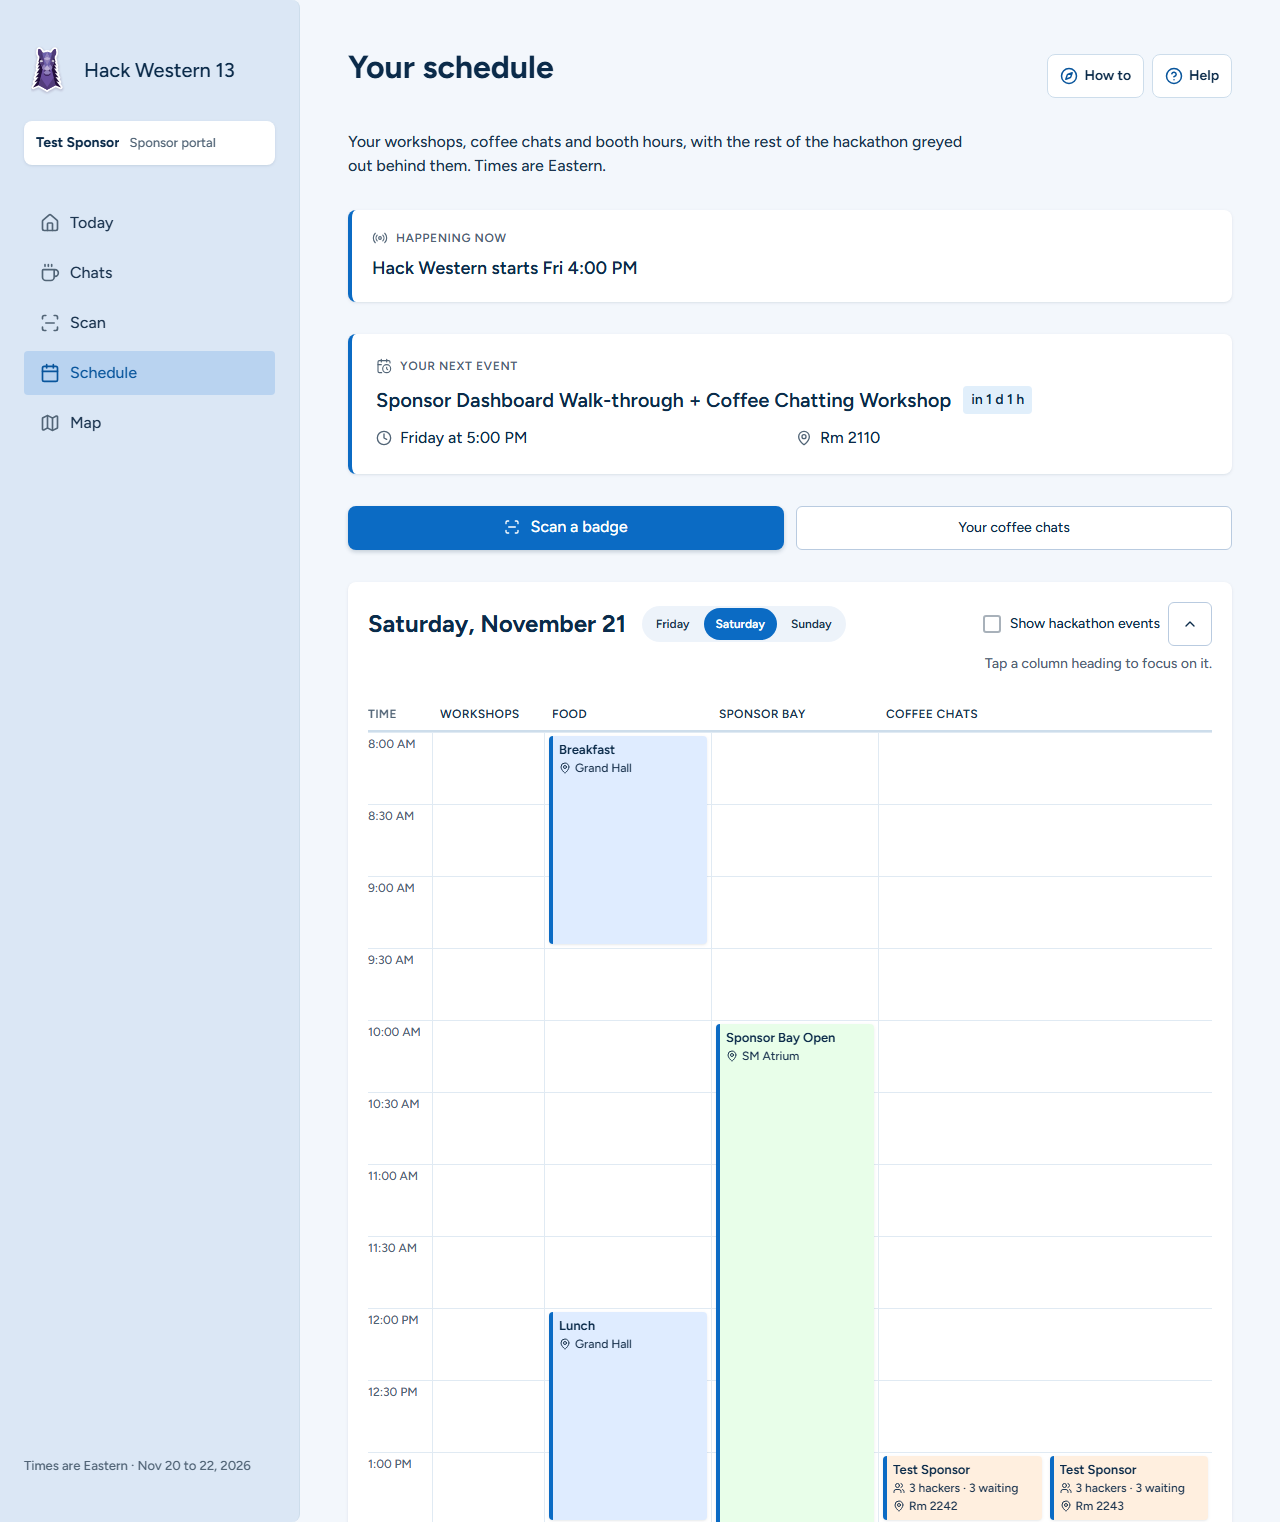 Hack Western 13
Test Sponsor Sponsor portal
Today
Chats
Scan
Schedule
Map
Times are Eastern · Nov 20 to 22, 2026
Your schedule
How to
Help
Your workshops, coffee chats and booth hours, with the rest of the hackathon greyed
out behind them. Times are Eastern.
HAPPENING NOW
Hack Western starts Fri 4:00 PM
YOUR NEXT EVENT
Sponsor Dashboard Walk-through + Coffee Chatting Workshop in 1 d 1 h
Friday at 5:00 PM
Rm 2110
Scan a badge
Your coffee chats
Saturday, November 21
Friday
Saturday
Sunday
Show hackathon events
Tap a column heading to focus on it.
TIME WORKSHOPS FOOD SPONSOR BAY COFFEE CHATS
8:00 AM
Breakfast
Grand Hall
8:30 AM
9:00 AM
9:30 AM
10:00 AM
Sponsor Bay Open
SM Atrium
10:30 AM
11:00 AM
11:30 AM
12:00 PM
Lunch
Grand Hall
12:30 PM
1:00 PM
Test Sponsor
3 hackers · 3 waiting
Rm 2242
Test Sponsor
3 hackers · 3 waiting
Rm 2243